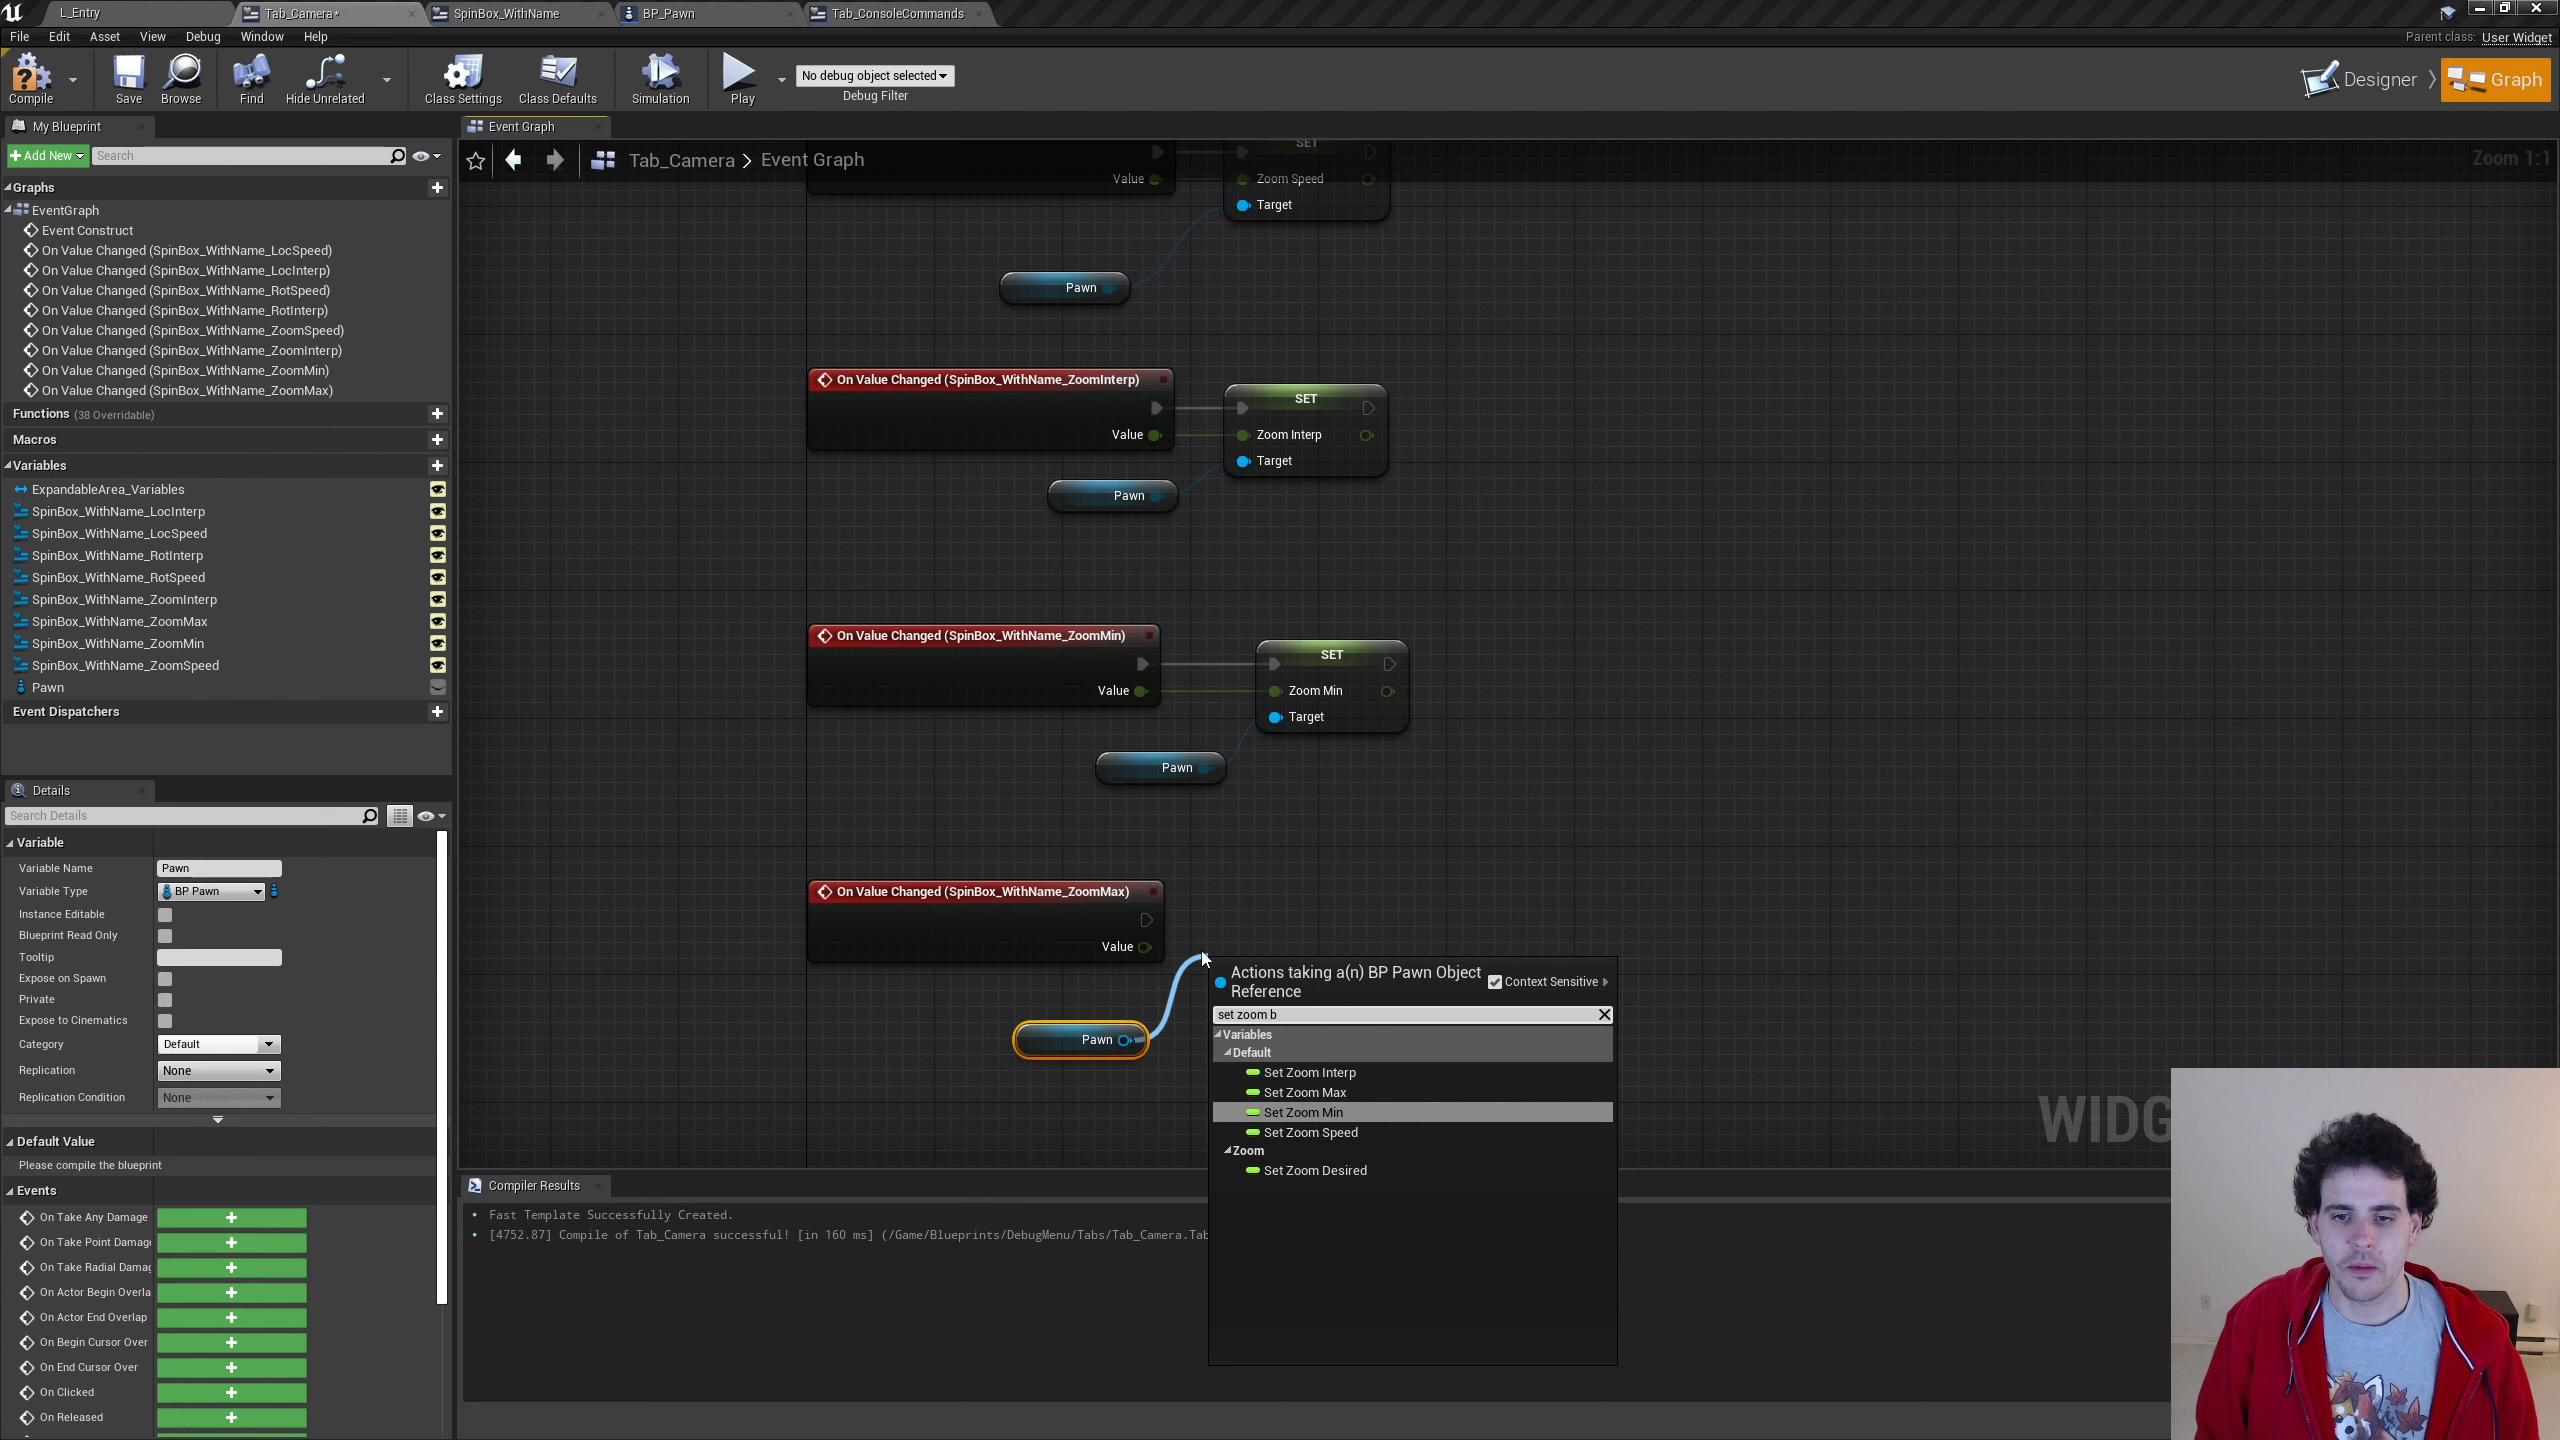 L_Entry
Tab_Camera*
SpinBox_WithName
BP_Pawn
Tab_ConsoleCommands
File Edit Asset View Debug Window Help
Parent class: User Widget
Compile
Save
Browse
Find
Hide Unrelated
Class Settings
Class Defaults
Simulation
Play
No debug object selected
Debug Filter
Designer
Graph
My Blueprint
Event Graph
Add New
Search
Tab_Camera > Event Graph
Zoom 1:1
Graphs
EventGraph
Event Construct
On Value Changed (SpinBox_WithName_LocSpeed)
On Value Changed (SpinBox_WithName_LocInterp)
On Value Changed (SpinBox_WithName_RotSpeed)
On Value Changed (SpinBox_WithName_RotInterp)
On Value Changed (SpinBox_WithName_ZoomSpeed)
On Value Changed (SpinBox_WithName_ZoomInterp)
On Value Changed (SpinBox_WithName_ZoomMin)
On Value Changed (SpinBox_WithName_ZoomMax)
Functions (38 Overridable)
Macros
Variables
ExpandableArea_Variables
SpinBox_WithName_LocInterp
SpinBox_WithName_LocSpeed
SpinBox_WithName_RotInterp
SpinBox_WithName_RotSpeed
SpinBox_WithName_ZoomInterp
SpinBox_WithName_ZoomMax
SpinBox_WithName_ZoomMin
SpinBox_WithName_ZoomSpeed
Pawn
Event Dispatchers
Details
Search Details
Variable
Variable Name Pawn
Variable Type BP Pawn
Instance Editable
Blueprint Read Only
Tooltip
Expose on Spawn
Private
Expose to Cinematics
Category Default
Replication None
Replication Condition None
Default Value
Please compile the blueprint
Events
On Take Any Damage
On Take Point Damag
On Take Radial Damag
On Actor Begin Overla
On Actor End Overlap
On Begin Cursor Over
On End Cursor Over
On Clicked
On Released
SET
Value
Zoom Speed
Target
Pawn
On Value Changed (SpinBox_WithName_ZoomInterp)
SET
Value
Zoom Interp
Target
Pawn
On Value Changed (SpinBox_WithName_ZoomMin)
SET
Value
Zoom Min
Target
Pawn
On Value Changed (SpinBox_WithName_ZoomMax)
Value
Pawn
Actions taking a(n) BP Pawn Object
Reference
Context Sensitive
set zoom b
Variables
Default
Set Zoom Interp
Set Zoom Max
Set Zoom Min
Set Zoom Speed
Zoom
Set Zoom Desired
WIDG
Compiler Results
Fast Template Successfully Created.
[4752.87] Compile of Tab_Camera successful! [in 160 ms] (/Game/Blueprints/DebugMenu/Tabs/Tab_Camera.Tab